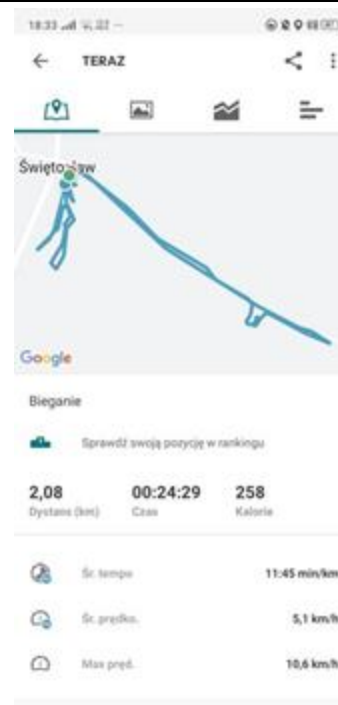 18:33
TERAZ
Świętosław
Google
Bieganie
Sprawdź swoją pozycję w rankingu
2,08 00:24:29 258
Dystans (km) Czas Kalorie
Śr. tempo 11:45 min/km
Śr. prędko. 5,1 km/h
Max pręd. 10,6 km/h